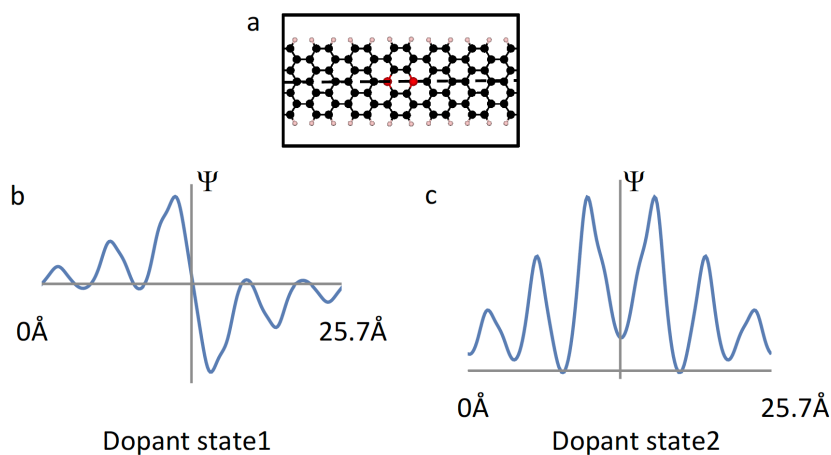 a
b
Ψ
0Å
25.7Å
Dopant state1
c
Ψ
0Å
25.7Å
Dopant state2